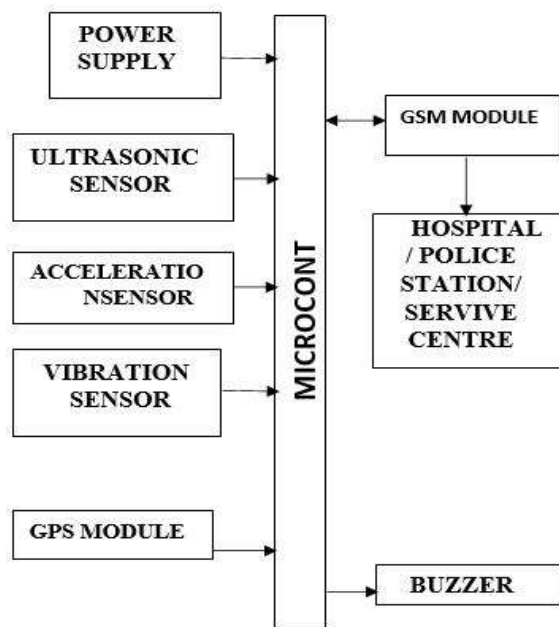 POWER
SUPPLY
ULTRASONIC
SENSOR
ACCELERATIO
NSENSOR
VIBRATION
SENSOR
GPS MODULE
MICROCONT
GSM MODULE
HOSPITAL
/ POLICE
STATION/
SERVIVE
CENTRE
BUZZER